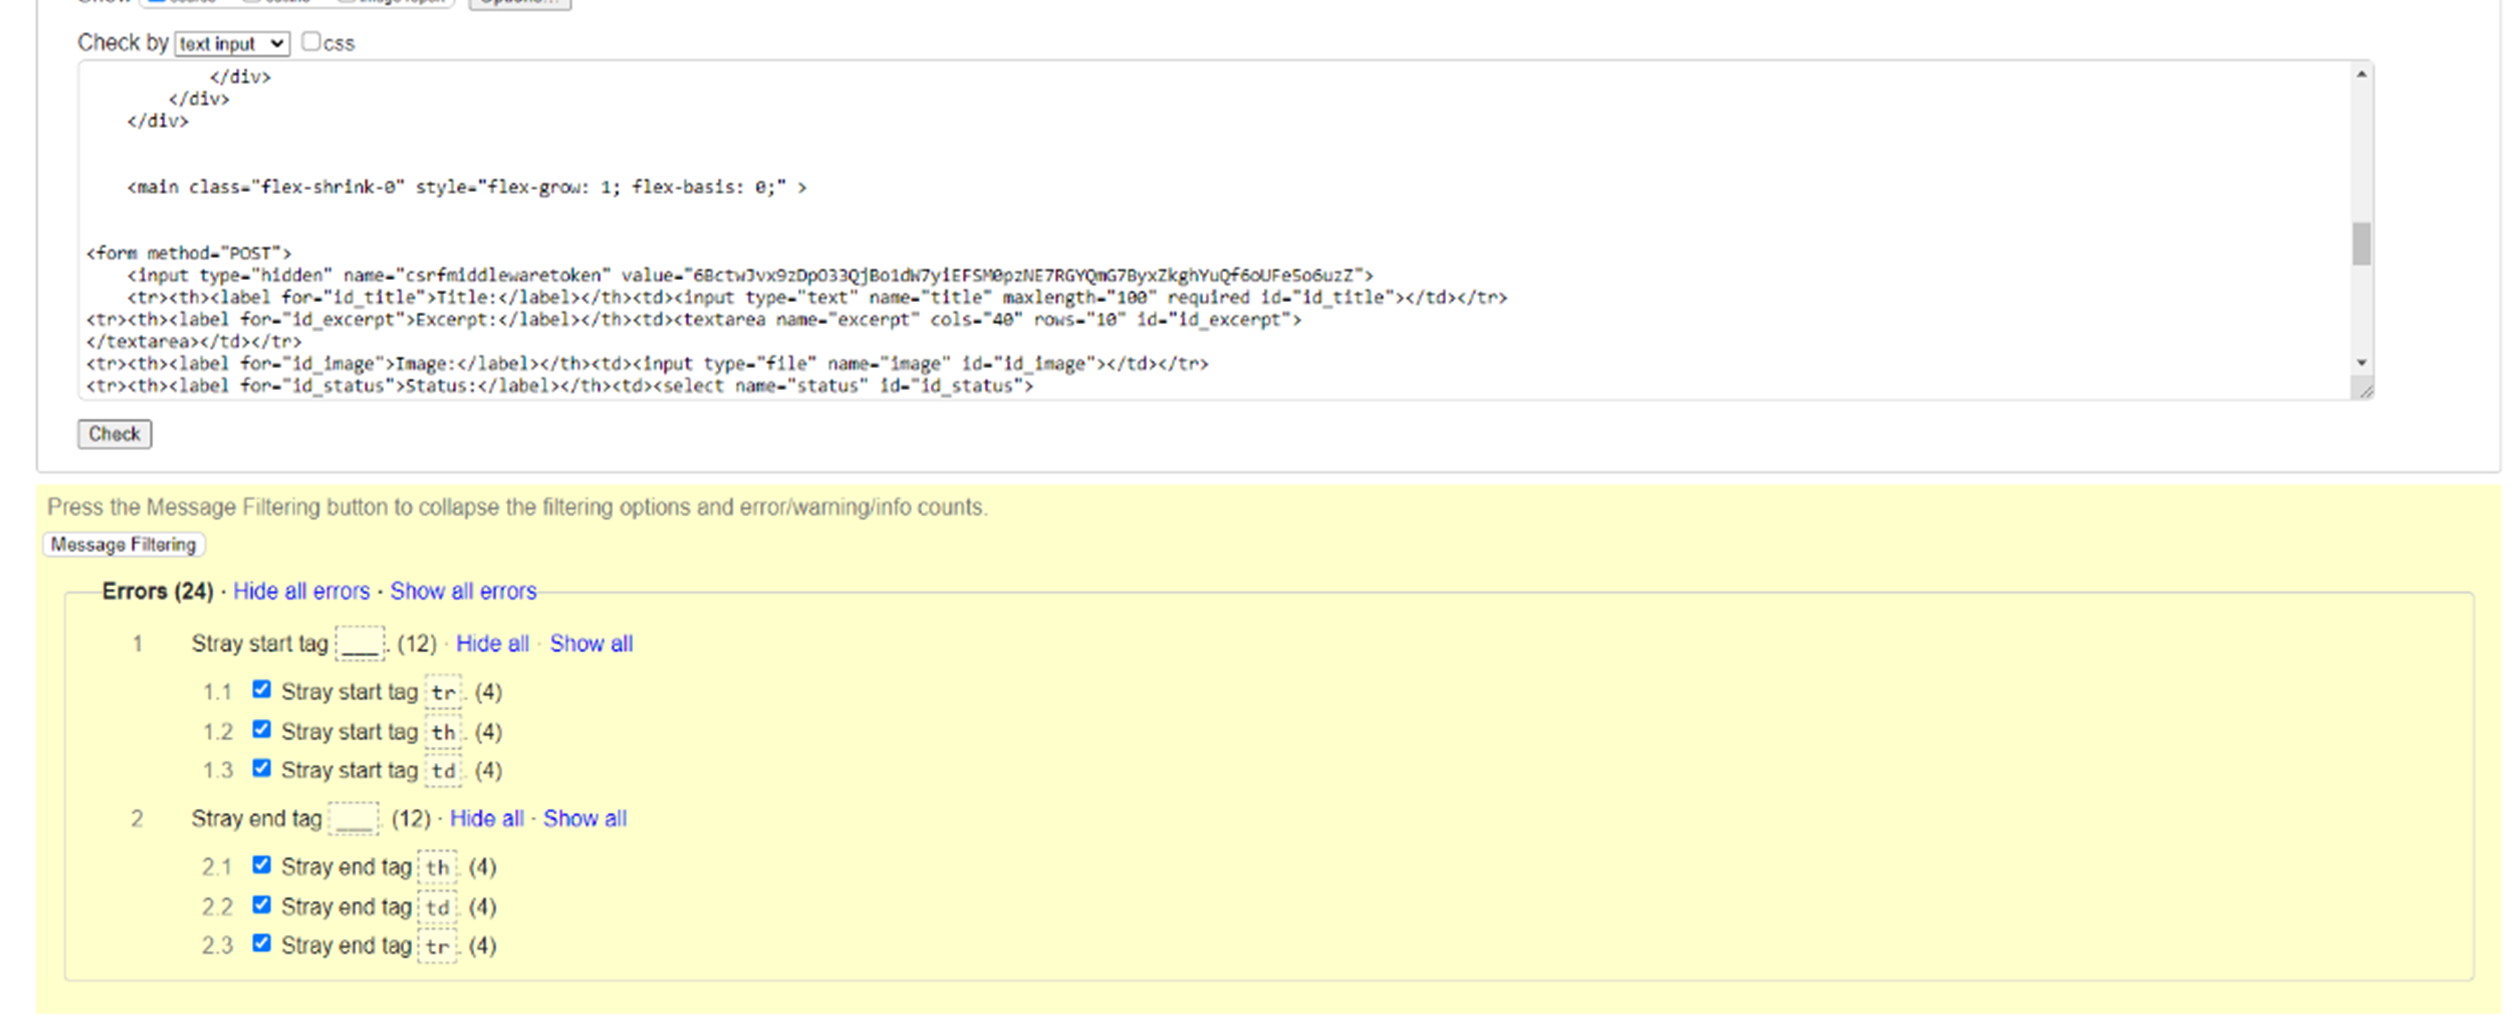 Check by text input css
</div>
</div>
</div>
<main class="flex-shrink-0" style="flex-grow: 1; flex-basis: 0;" >
<form method="POST">
<input type="hidden" name="csrfmiddlewaretoken" value="6BctwJvx9zDpO33QjBo1dW7yiEFSM0pzNE7RGYQmG7ByxZkghYuQf6oUFe5o6uzZ">
<tr><th><label for="id_title">Title:</label></th><td><input type="text" name="title" maxlength="100" required id="id_title"></td></tr>
<tr><th><label for="id_excerpt">Excerpt:</label></th><td><textarea name="excerpt" cols="40" rows="10" id="id_excerpt">
</textarea></td></tr>
<tr><th><label for="id_image">Image:</label></th><td><input type="file" name="image" id="id_image"></td></tr>
<tr><th><label for="id_status">Status:</label></th><td><select name="status" id="id_status">
Check
Press the Message Filtering button to collapse the filtering options and error/warning/info counts.
Message Filtering
Errors (24) · Hide all errors · Show all errors
1 Stray start tag ___. (12) · Hide all · Show all
1.1 Stray start tag tr. (4)
1.2 Stray start tag th. (4)
1.3 Stray start tag td. (4)
2 Stray end tag ___. (12) · Hide all · Show all
2.1 Stray end tag th. (4)
2.2 Stray end tag td. (4)
2.3 Stray end tag tr. (4)